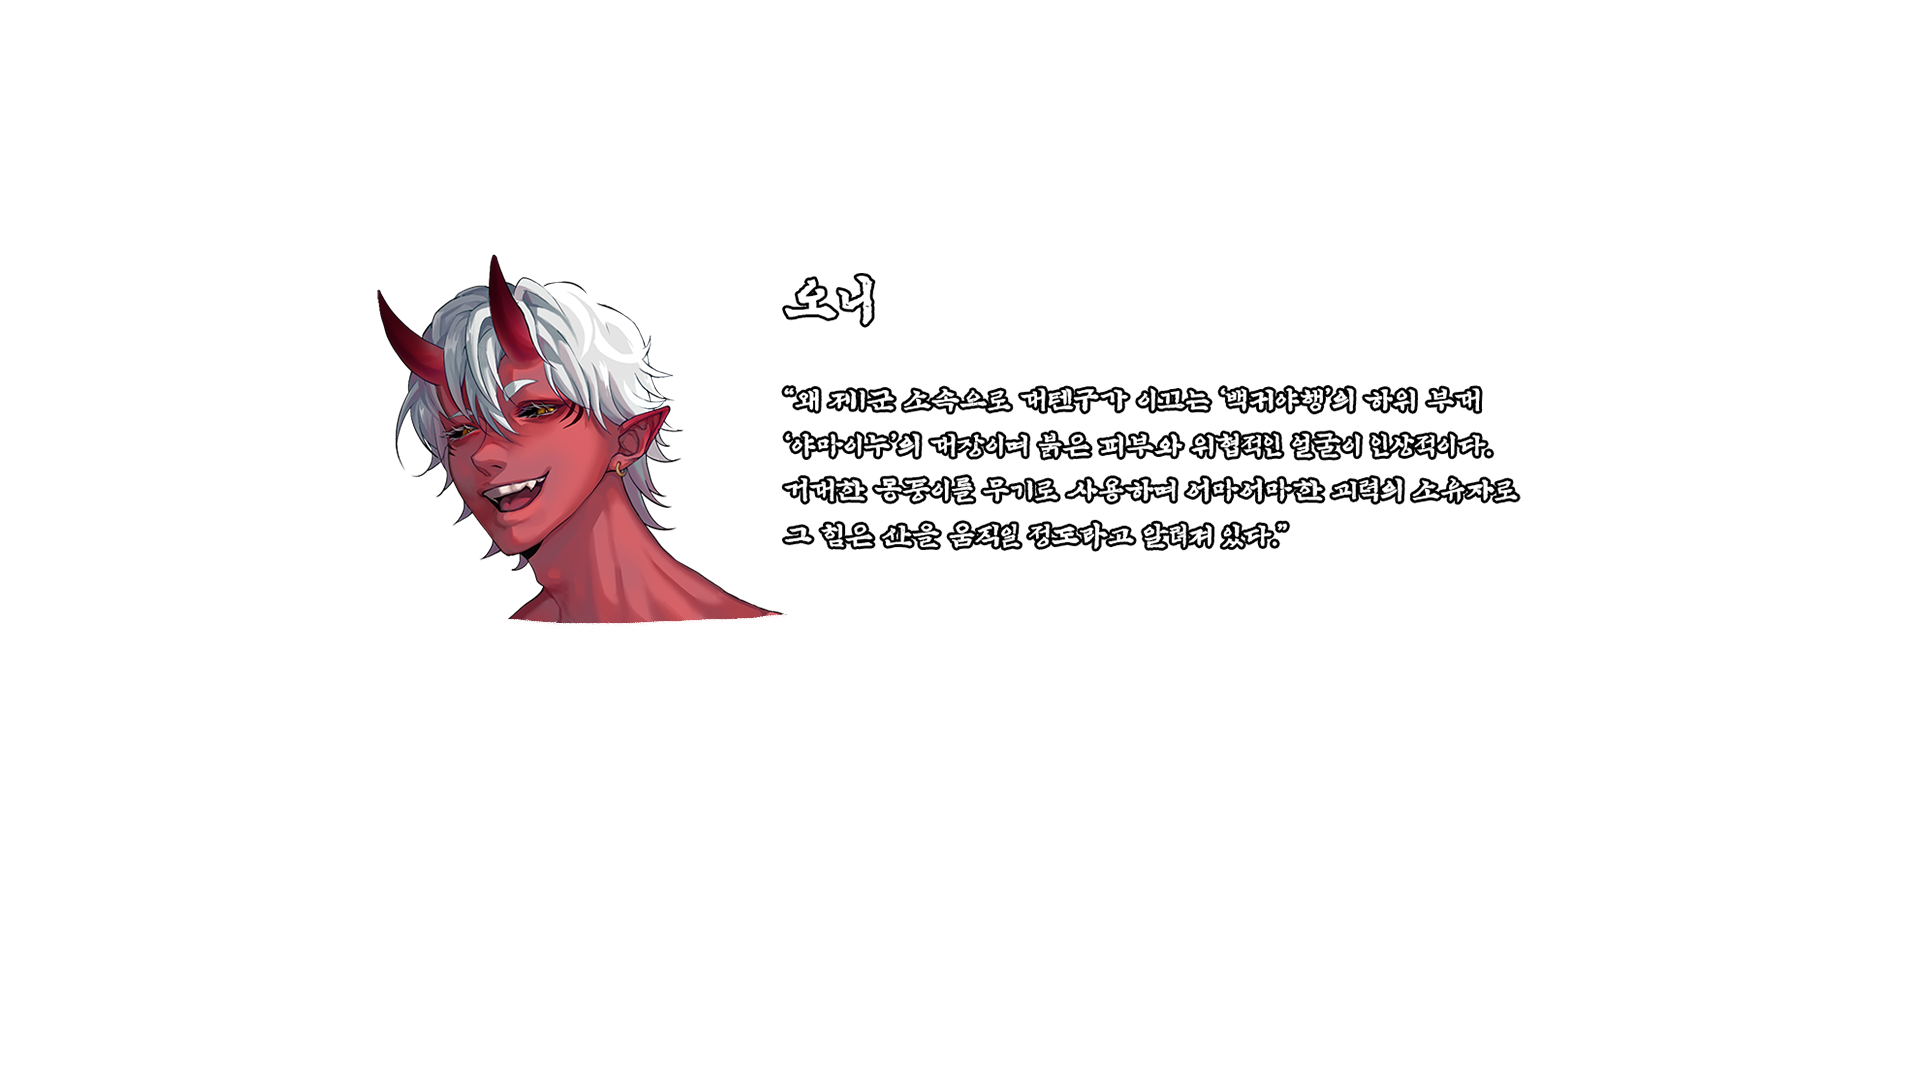 오니
“왜 제1군 소속으로 대텐구가 이끄는 ‘백귀야행’의 하위 부대
‘야마이누’의 대장이며 붉은 피부와 위협적인 얼굴이 인상적이다.
거대한 몽둥이를 무기로 사용하며 어마어마한 괴력의 소유자로
그 힘은 산을 움직일 정도라고 알려져 있다.”